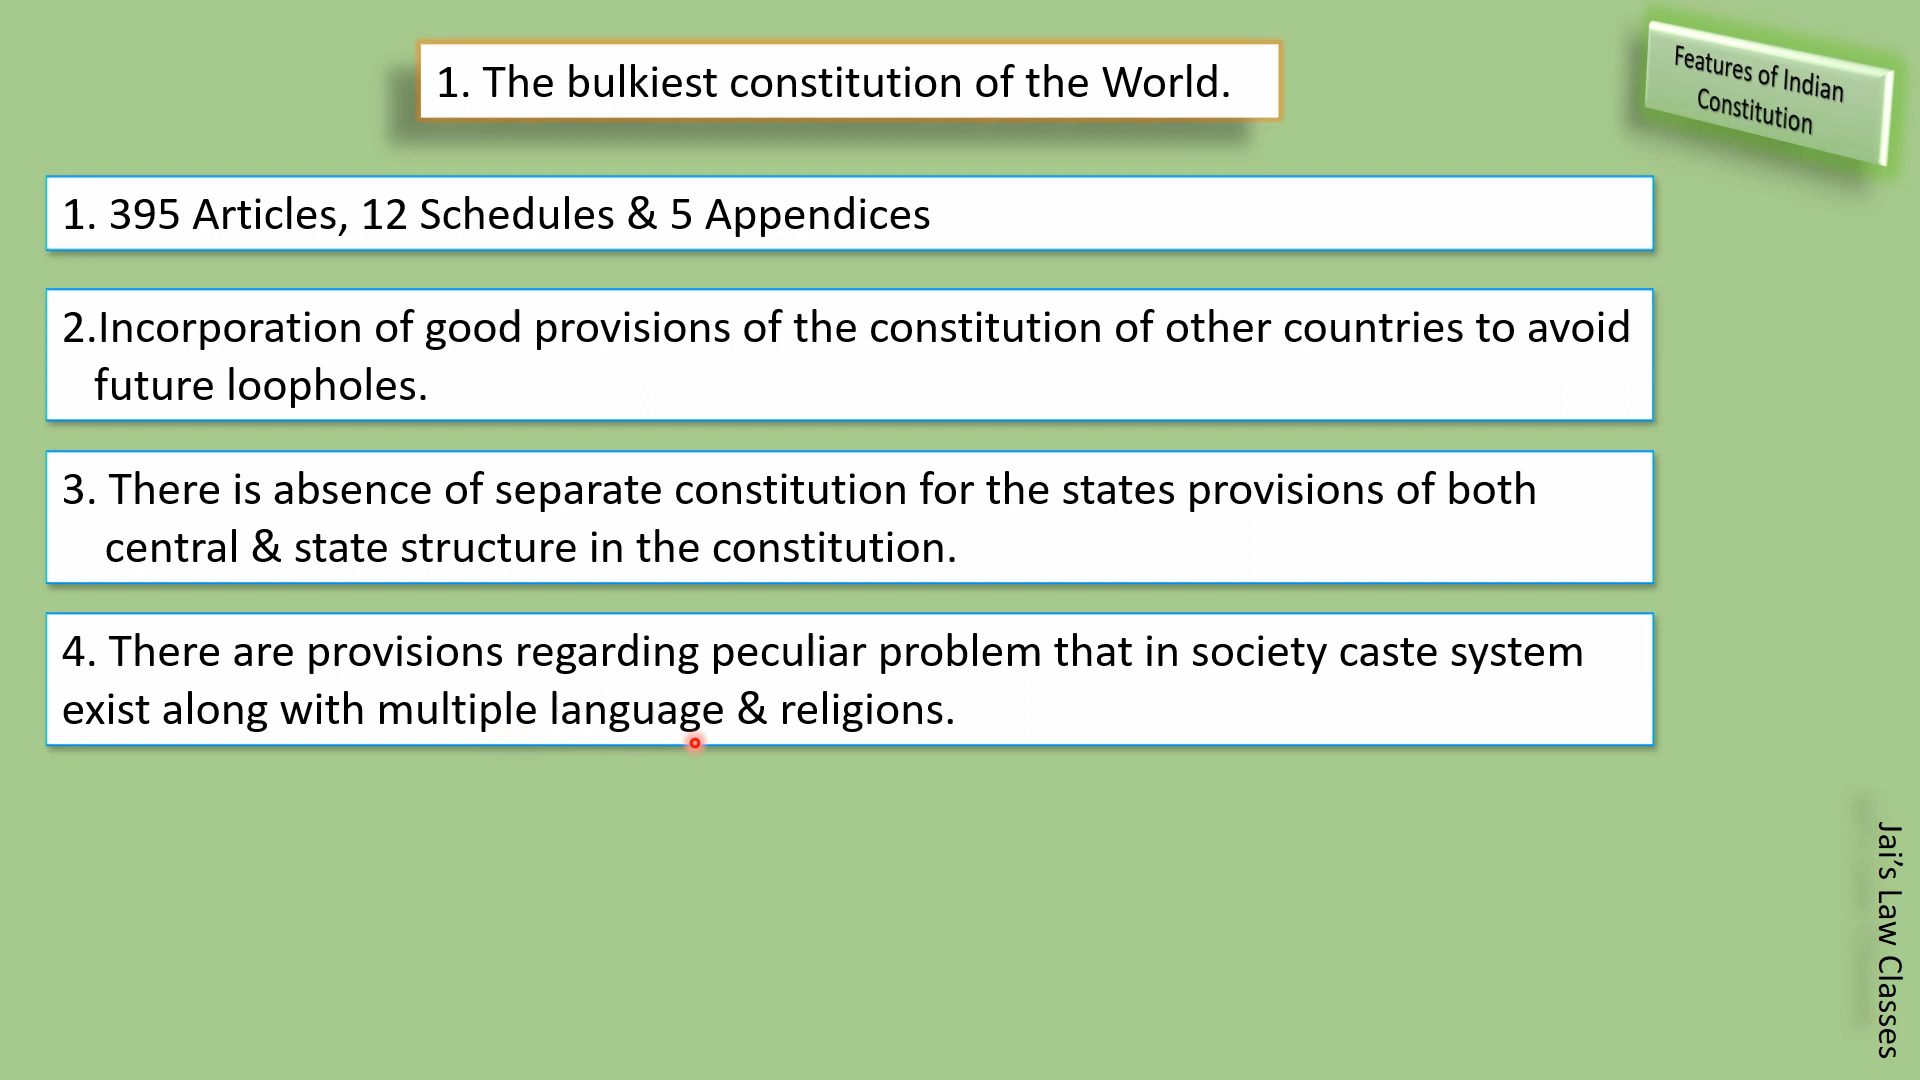 1. The bulkiest constitution of the World.
Features of Indian
Constitution
1. 395 Articles, 12 Schedules & 5 Appendices
2.Incorporation of good provisions of the constitution of other countries to avoid
future loopholes.
3. There is absence of separate constitution for the states provisions of both
central & state structure in the constitution.
4. There are provisions regarding peculiar problem that in society caste system
exist along with multiple language & religions.
Jai’s Law Classes